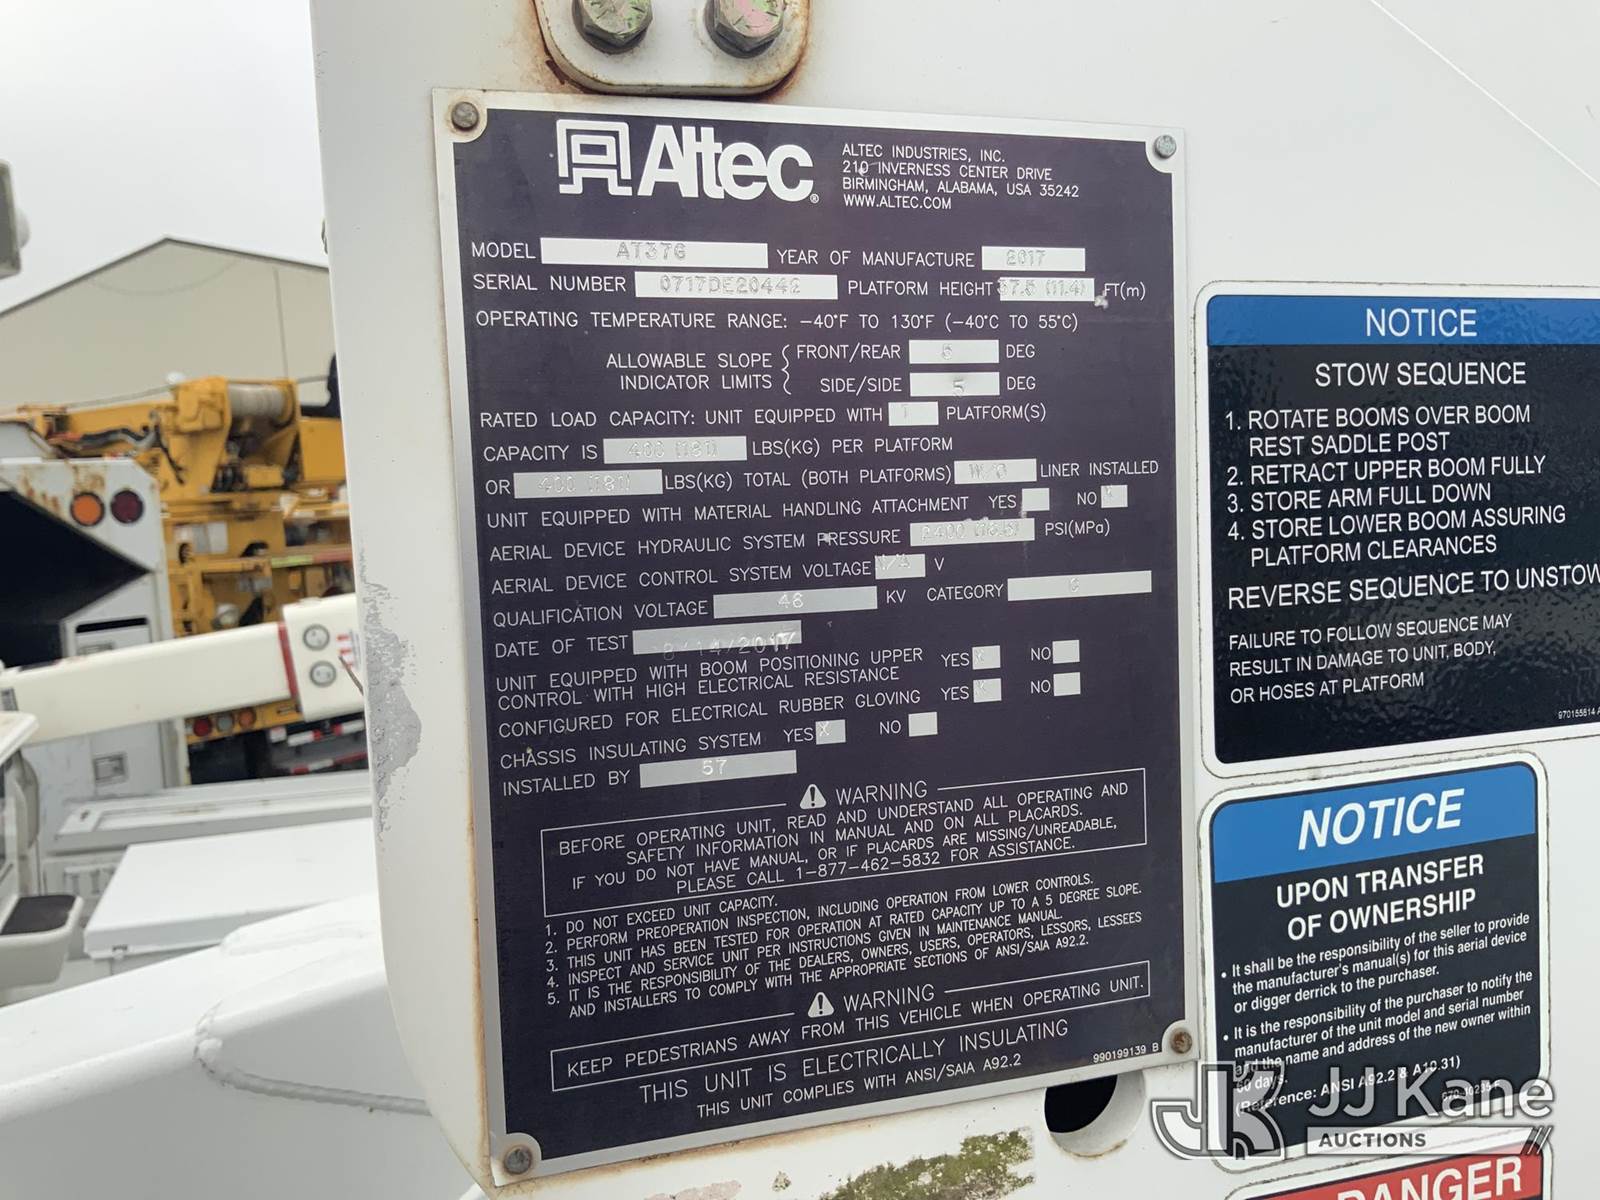 Altec®
ALTEC INDUSTRIES, INC.
210 INVERNESS CENTER DRIVE
BIRMINGHAM, ALABAMA, USA 35242
WWW.ALTEC.COM
MODEL AT37G YEAR OF MANUFACTURE 2017
SERIAL NUMBER 0717DE20442 PLATFORM HEIGHT 37.5 (11.4) FT(m)
OPERATING TEMPERATURE RANGE: -40°F TO 130°F (-40°C TO 55°C)
ALLOWABLE SLOPE INDICATOR LIMITS { FRONT/REAR 5 DEG
SIDE/SIDE 5 DEG
RATED LOAD CAPACITY: UNIT EQUIPPED WITH 1 PLATFORM(S)
CAPACITY IS 400 (181) LBS(KG) PER PLATFORM
OR 400 (181) LBS(KG) TOTAL (BOTH PLATFORMS) W/O LINER INSTALLED
UNIT EQUIPPED WITH MATERIAL HANDLING ATTACHMENT YES NO X
AERIAL DEVICE HYDRAULIC SYSTEM PRESSURE 2400 (16.5) PSI(MPa)
AERIAL DEVICE CONTROL SYSTEM VOLTAGE N/A V
QUALIFICATION VOLTAGE 46 KV CATEGORY C
DATE OF TEST 8/14/2017
UNIT EQUIPPED WITH BOOM POSITIONING UPPER
CONTROL WITH HIGH ELECTRICAL RESISTANCE YES X NO
CONFIGURED FOR ELECTRICAL RUBBER GLOVING YES X NO
CHASSIS INSULATING SYSTEM YES X NO
INSTALLED BY 57
WARNING
BEFORE OPERATING UNIT, READ AND UNDERSTAND ALL OPERATING AND
SAFETY INFORMATION IN MANUAL AND ON ALL PLACARDS.
IF YOU DO NOT HAVE MANUAL, OR IF PLACARDS ARE MISSING/UNREADABLE,
PLEASE CALL 1-877-462-5832 FOR ASSISTANCE.
1. DO NOT EXCEED UNIT CAPACITY.
2. PERFORM PREOPERATION INSPECTION, INCLUDING OPERATION FROM LOWER CONTROLS.
3. THIS UNIT HAS BEEN TESTED FOR OPERATION AT RATED CAPACITY UP TO A 5 DEGREE SLOPE.
4. INSPECT AND SERVICE UNIT PER INSTRUCTIONS GIVEN IN MAINTENANCE MANUAL
5. IT IS THE RESPONSIBILITY OF THE DEALERS, OWNERS, USERS, OPERATORS, LESSORS, LESSEES
AND INSTALLERS TO COMPLY WITH THE APPROPRIATE SECTIONS OF ANSI/SAIA A92.2.
WARNING
KEEP PEDESTRIANS AWAY FROM THIS VEHICLE WHEN OPERATING UNIT.
THIS UNIT IS ELECTRICALLY INSULATING
THIS UNIT COMPLIES WITH ANSI/SAIA A92.2
990199139 B
NOTICE
STOW SEQUENCE
1. ROTATE BOOMS OVER BOOM
REST SADDLE POST
2. RETRACT UPPER BOOM FULLY
3. STORE ARM FULL DOWN
4. STORE LOWER BOOM ASSURING
PLATFORM CLEARANCES
REVERSE SEQUENCE TO UNSTOW
FAILURE TO FOLLOW SEQUENCE MAY
RESULT IN DAMAGE TO UNIT, BODY,
OR HOSES AT PLATFORM
970155814 A
NOTICE
UPON TRANSFER
OF OWNERSHIP
• It shall be the responsibility of the seller to provide
the manufacturer's manual(s) for this aerial device
or digger derrick to the purchaser.
• It is the responsibility of the purchaser to notify the
manufacturer of the unit model and serial number
and the name and address of the new owner within
60 days.
(Reference: ANSI A92.2 & A10.31)
JJ Kane
AUCTIONS
DANGER